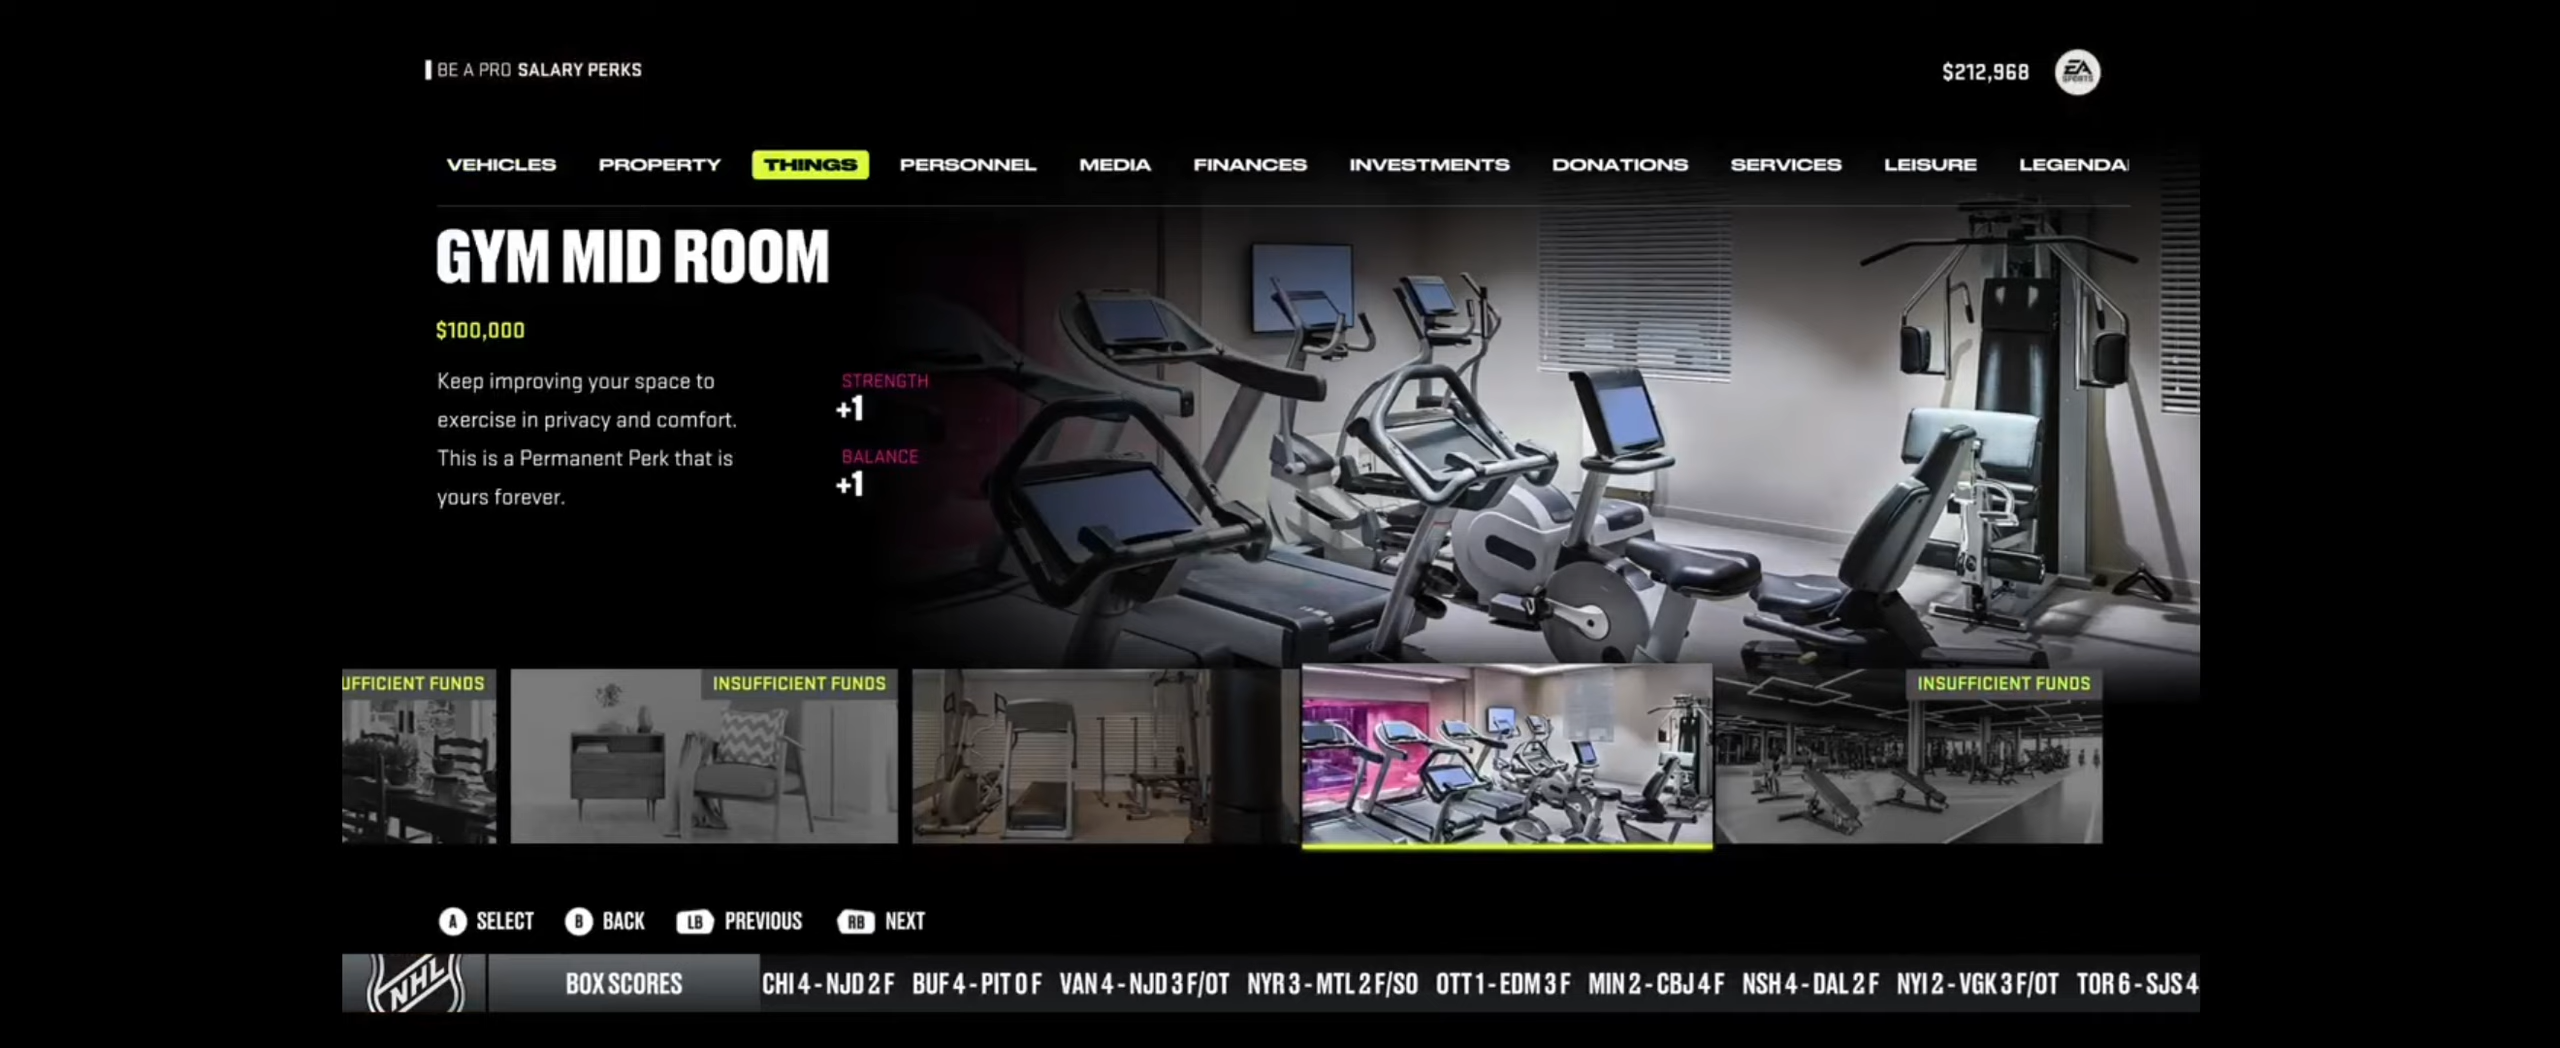 BE A PRO SALARY PERKS
$212,968
EA SPORTS
VEHICLES PROPERTY THINGS PERSONNEL MEDIA FINANCES INVESTMENTS DONATIONS SERVICES LEISURE LEGENDA
GYM MID ROOM
$100,000
Keep improving your space to
exercise in privacy and comfort.
This is a Permanent Perk that is
yours forever.
STRENGTH
+1
BALANCE
+1
UFFICIENT FUNDS
INSUFFICIENT FUNDS
INSUFFICIENT FUNDS
A SELECT B BACK LB PREVIOUS RB NEXT
NHL BOX SCORES CHI 4 - NJD 2 F BUF 4 - PIT 0 F VAN 4 - NJD 3 F/OT NYR 3 - MTL 2 F/SO OTT 1 - EDM 3 F MIN 2 - CBJ 4 F NSH 4 - DAL 2 F NYI 2 - VGK 3 F/OT TOR 6 - SJS 4